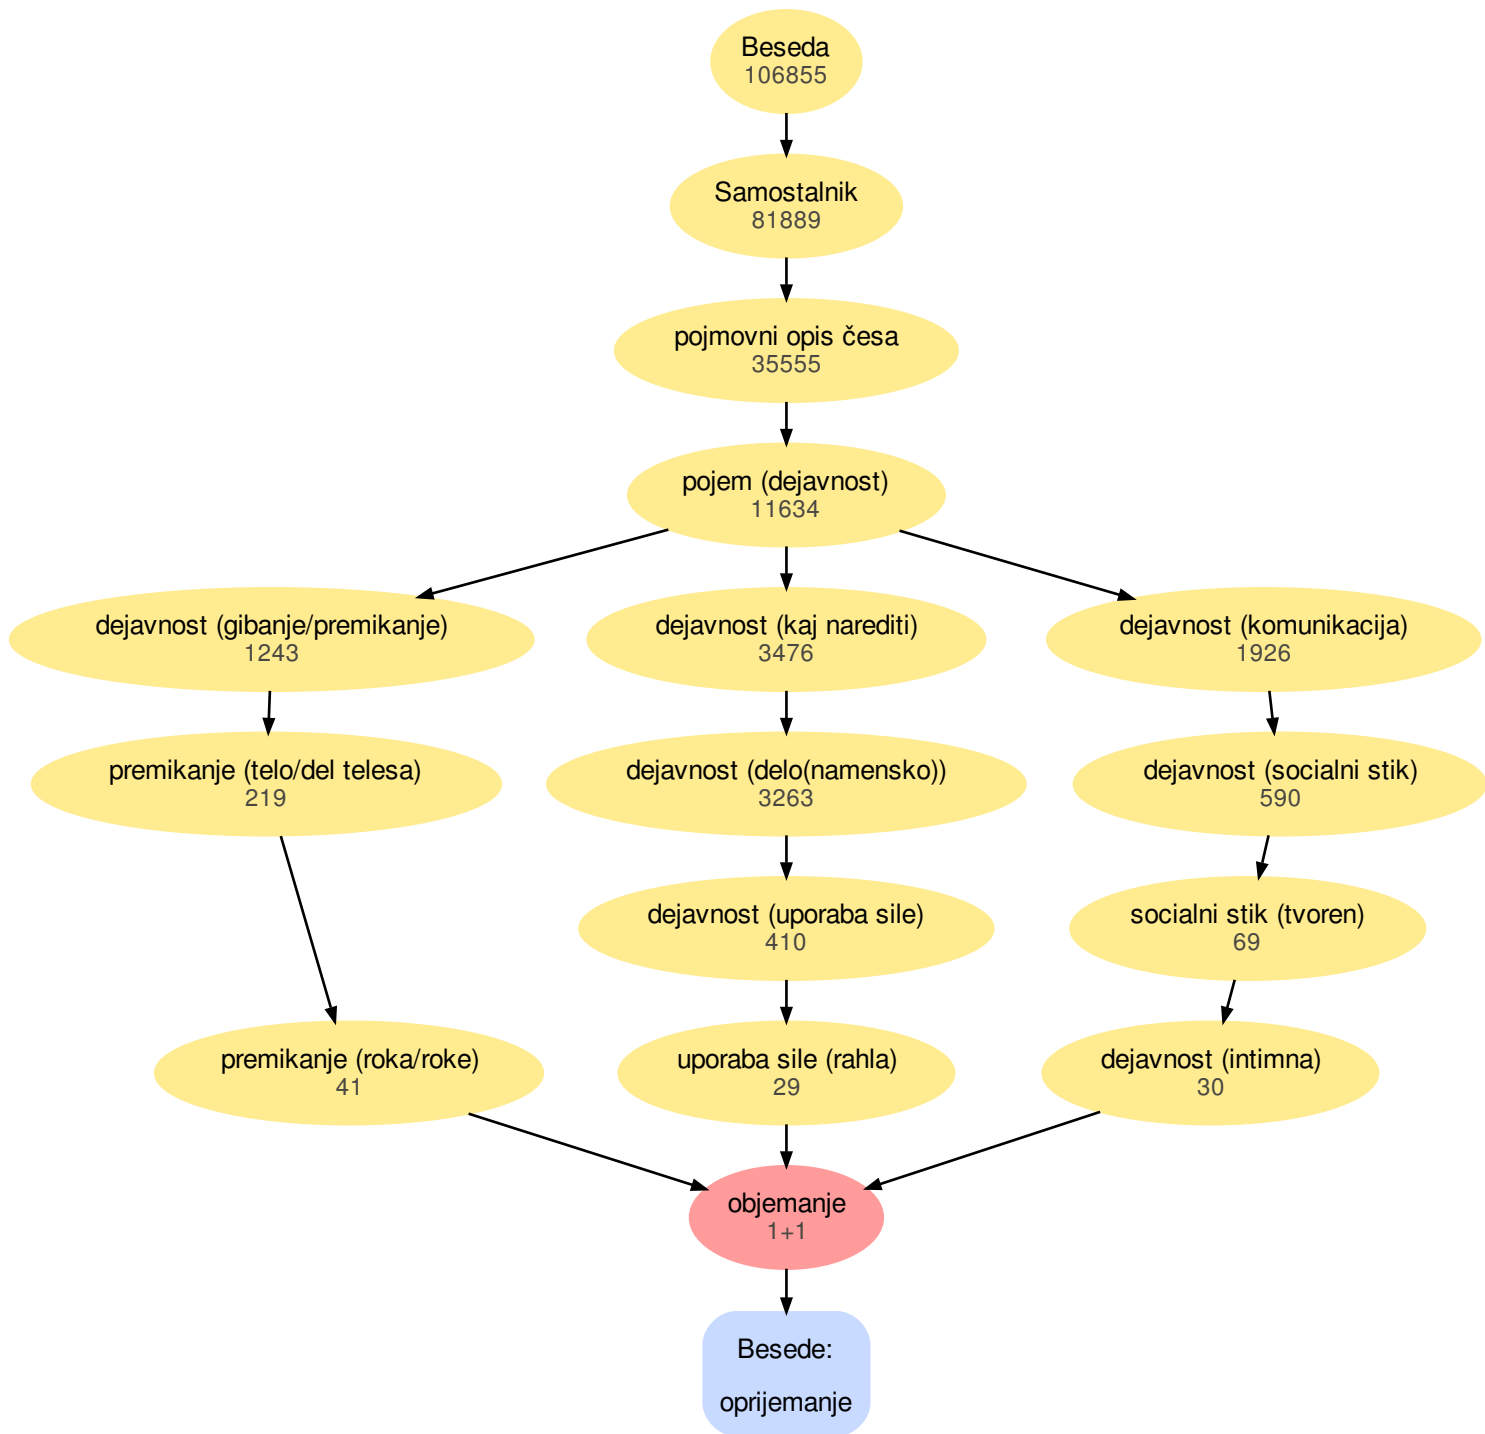 Beseda
106855
Samostalnik
81889
pojmovni opis česa
35555
pojem (dejavnost)
11634
dejavnost (gibanje/premikanje)
1243
dejavnost (kaj narediti)
3476
dejavnost (komunikacija)
1926
premikanje (telo/del telesa)
219
dejavnost (delo(namensko))
3263
dejavnost (socialni stik)
590
dejavnost (uporaba sile)
410
socialni stik (tvoren)
69
premikanje (roka/roke)
41
uporaba sile (rahla)
29
dejavnost (intimna)
30
objemanje
1+1
Besede:
oprijemanje